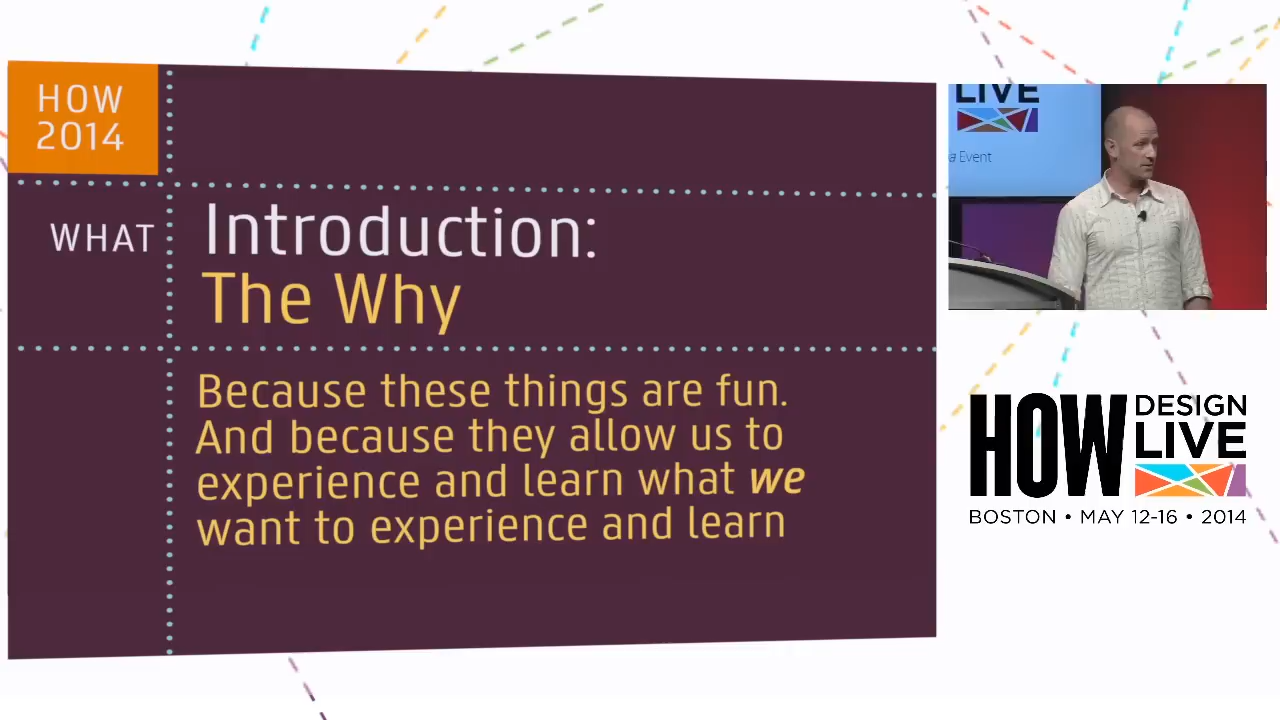 HOW
2014
WHAT
Introduction:
The Why
Because these things are fun.
And because they allow us to
experience and learn what we
want to experience and learn
LIVE
a Event
HOW DESIGN
LIVE
BOSTON • MAY 12-16 • 2014